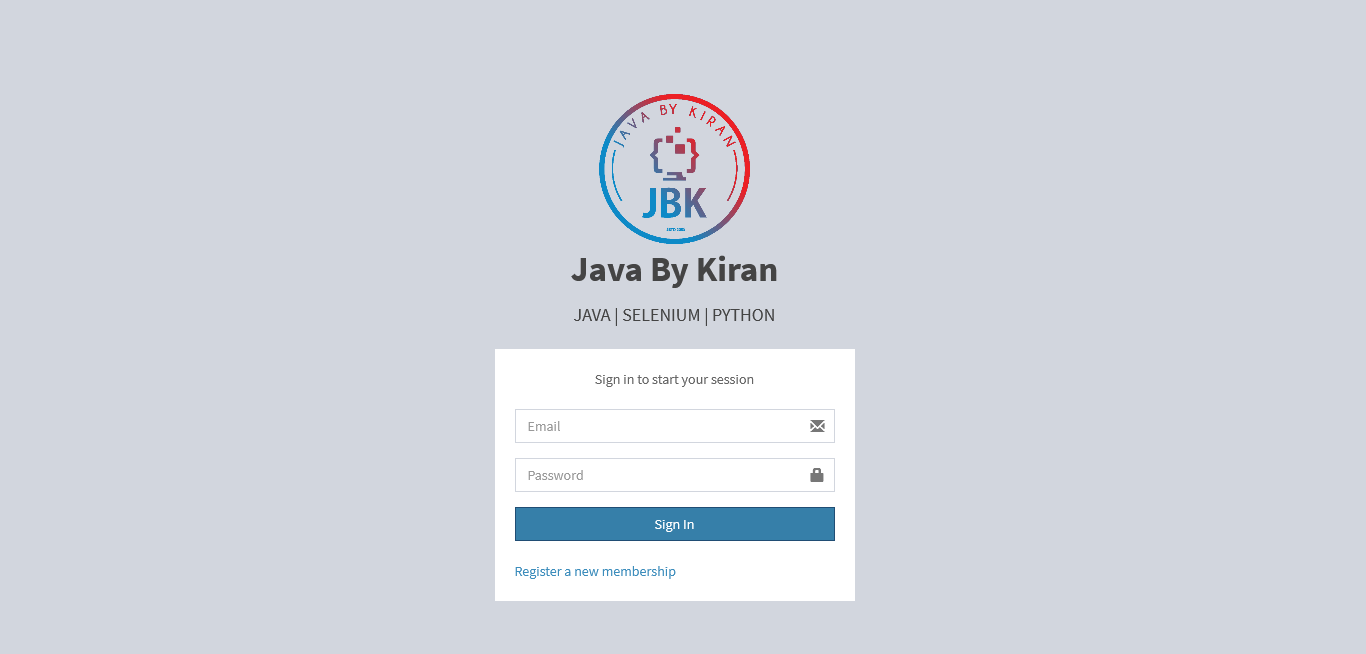 JAVA BY KIRAN
JBK
Java By Kiran
JAVA | SELENIUM | PYTHON
Sign in to start your session
Email
Password
Sign In
Register a new membership